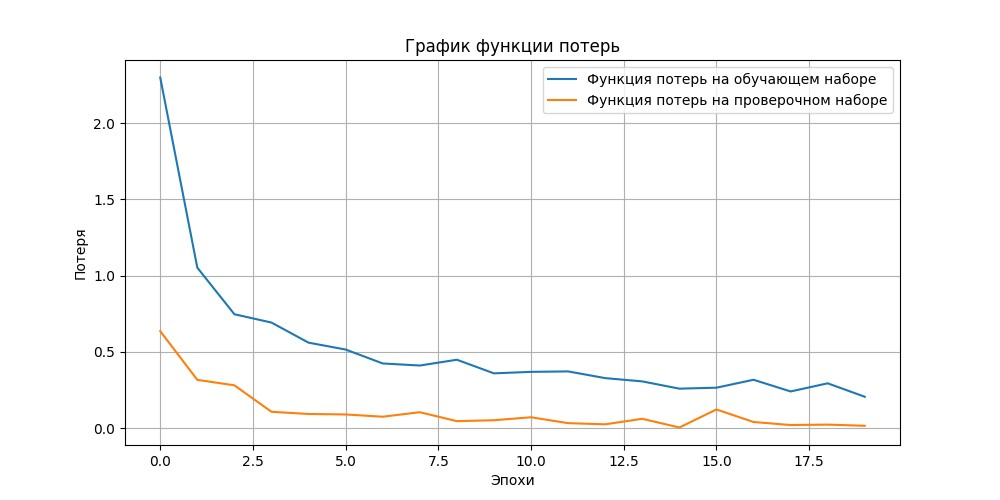 График функции потерь
Функция потерь на обучающем наборе
Функция потерь на проверочном наборе
Потеря
2.0
1.5
1.0
0.5
0.0
0.0 2.5 5.0 7.5 10.0 12.5 15.0 17.5
Эпохи